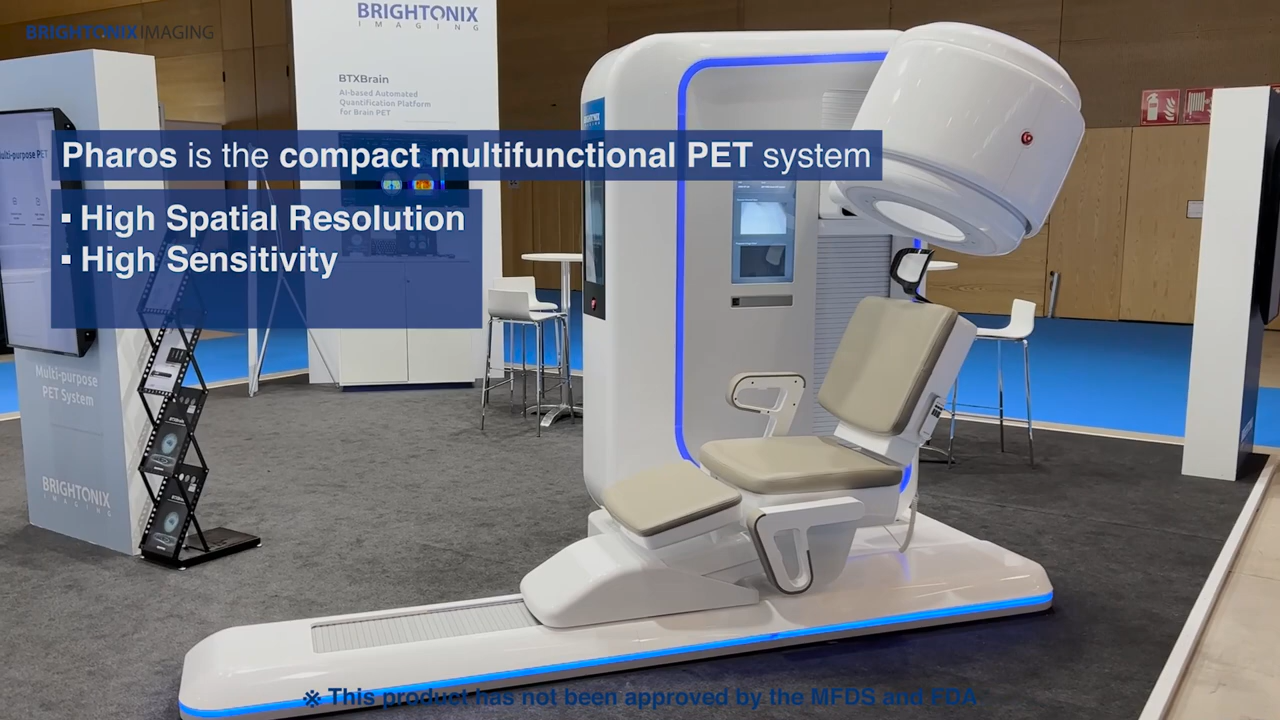 BRIGHTONIX IMAGING
BRIGHTONIX
IMAGING
BTXBrain
AI-based Automated
Quantification Platform
for Brain PET
Multi-purpose PET
BRIGHTONIX
Pharos is the compact multifunctional PET system
▪ High Spatial Resolution
▪ High Sensitivity
Multi-purpose
PET System
BRIGHTONIX
IMAGING
※ This product has not been approved by the MFDS and FDA